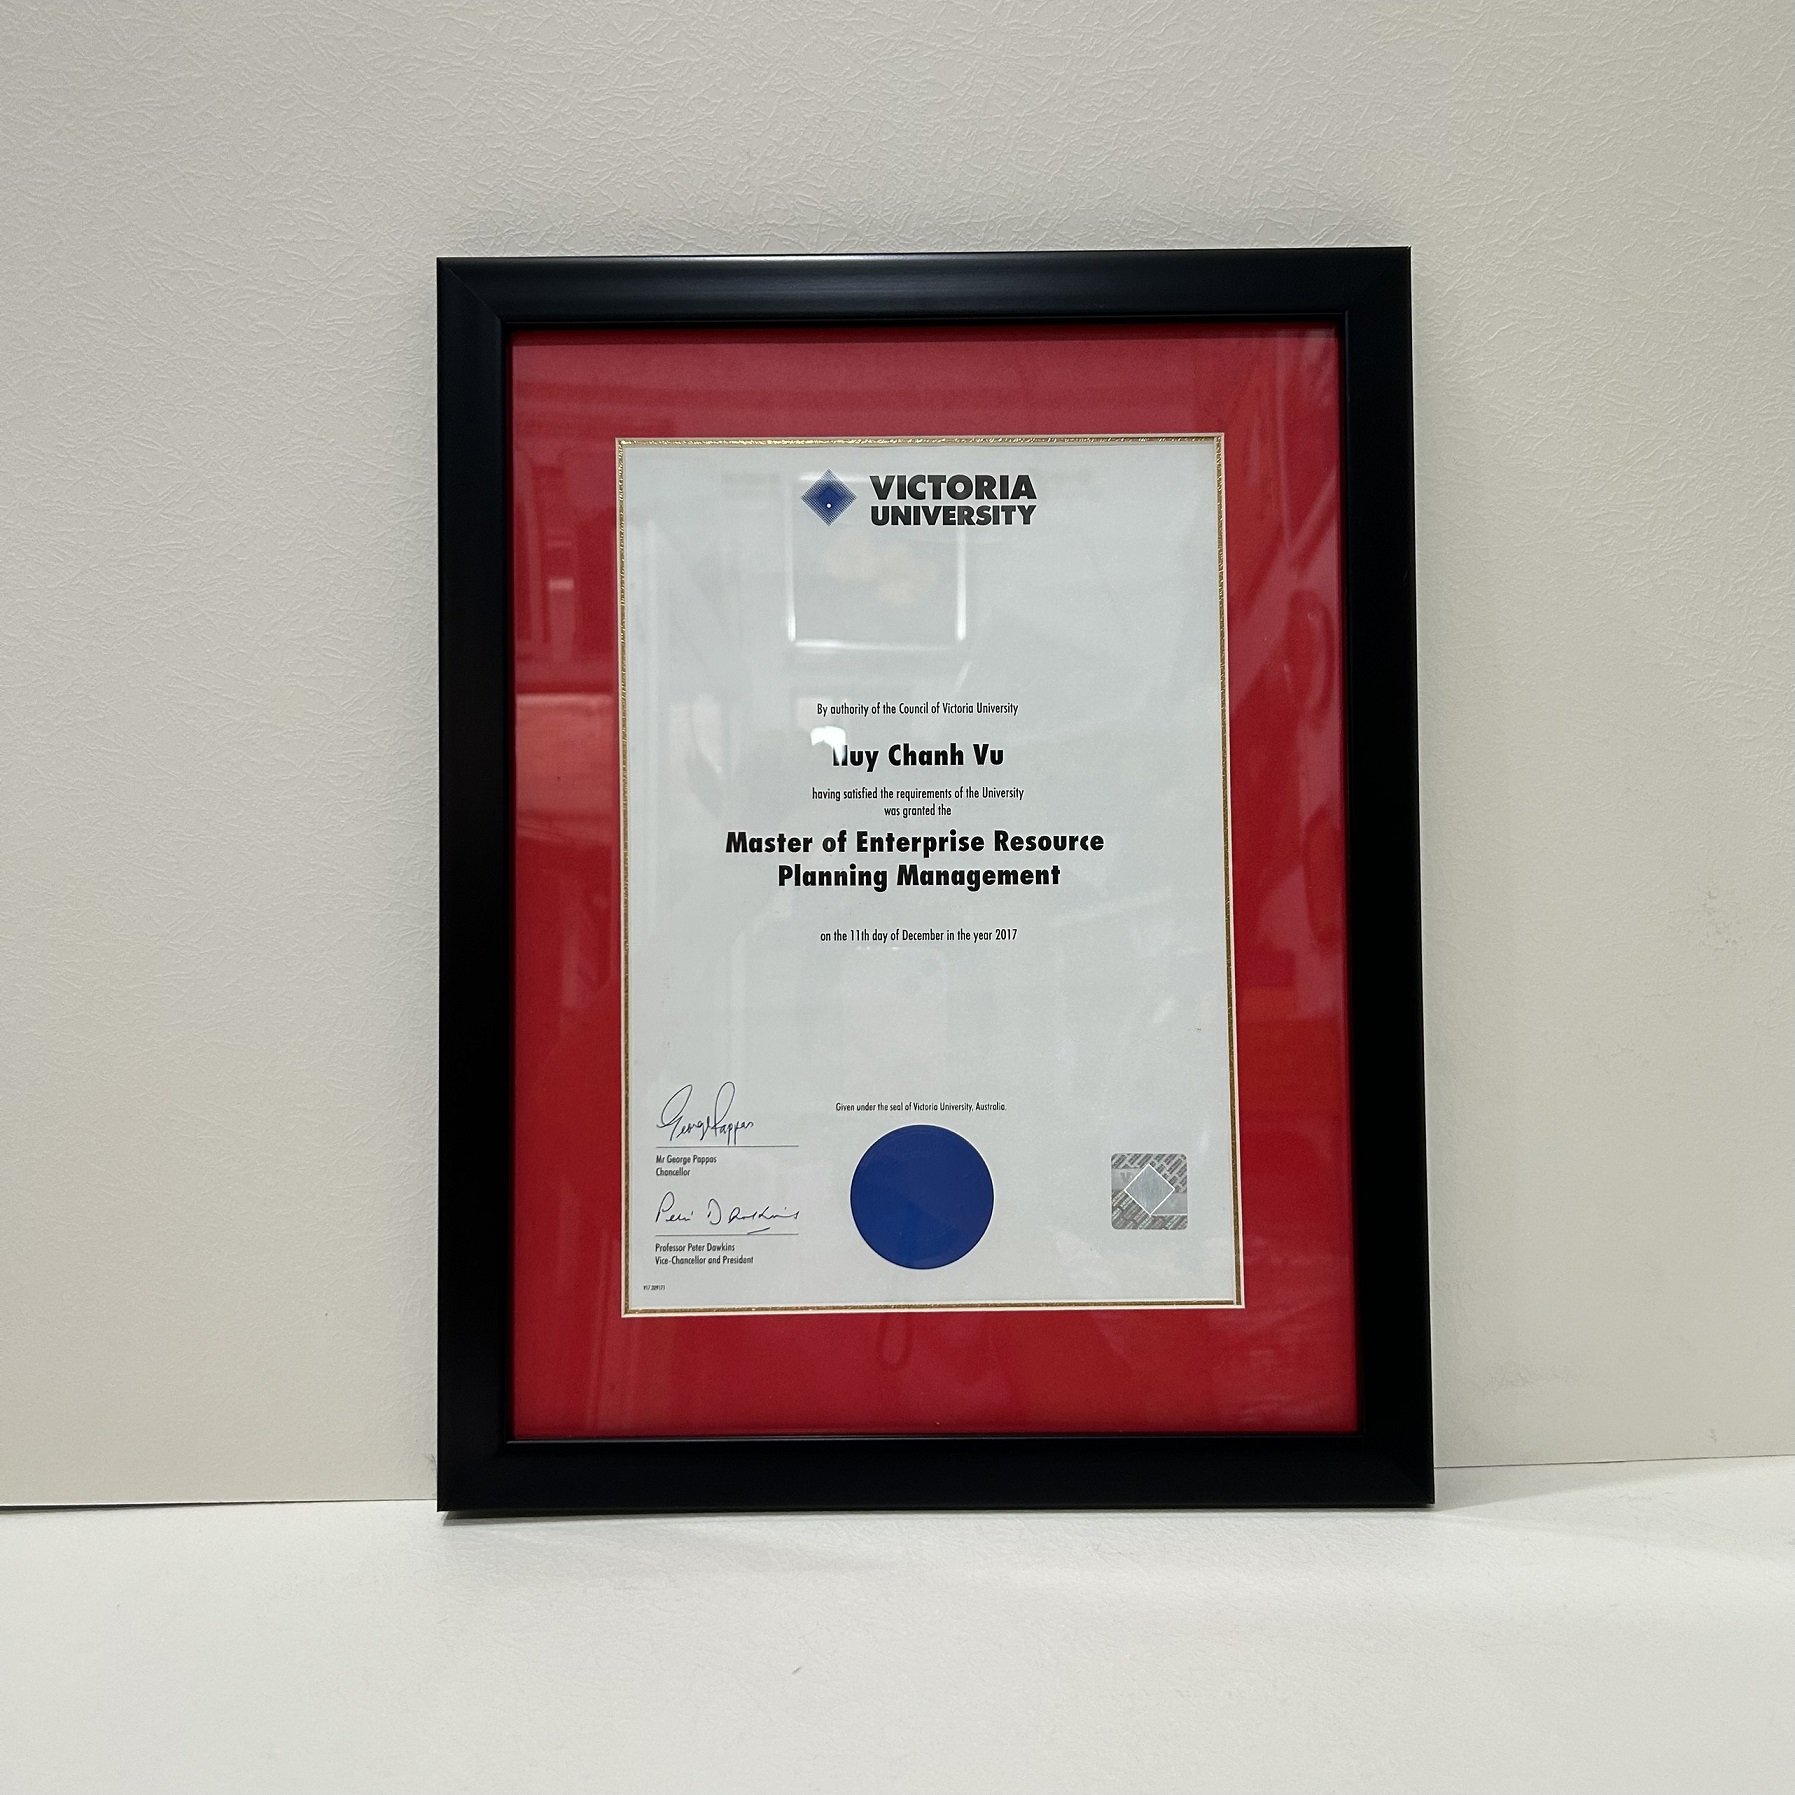 VICTORIA
UNIVERSITY
By authority of the Council of Victoria University
Huy Chanh Vu
having satisfied the requirements of the University
was granted the
Master of Enterprise Resource
Planning Management
on the 11th day of December in the year 2017
Given under the seal of Victoria University, Australia.
Mr George Pappas
Chancellor
Professor Peter Dawkins
Vice-Chancellor and President